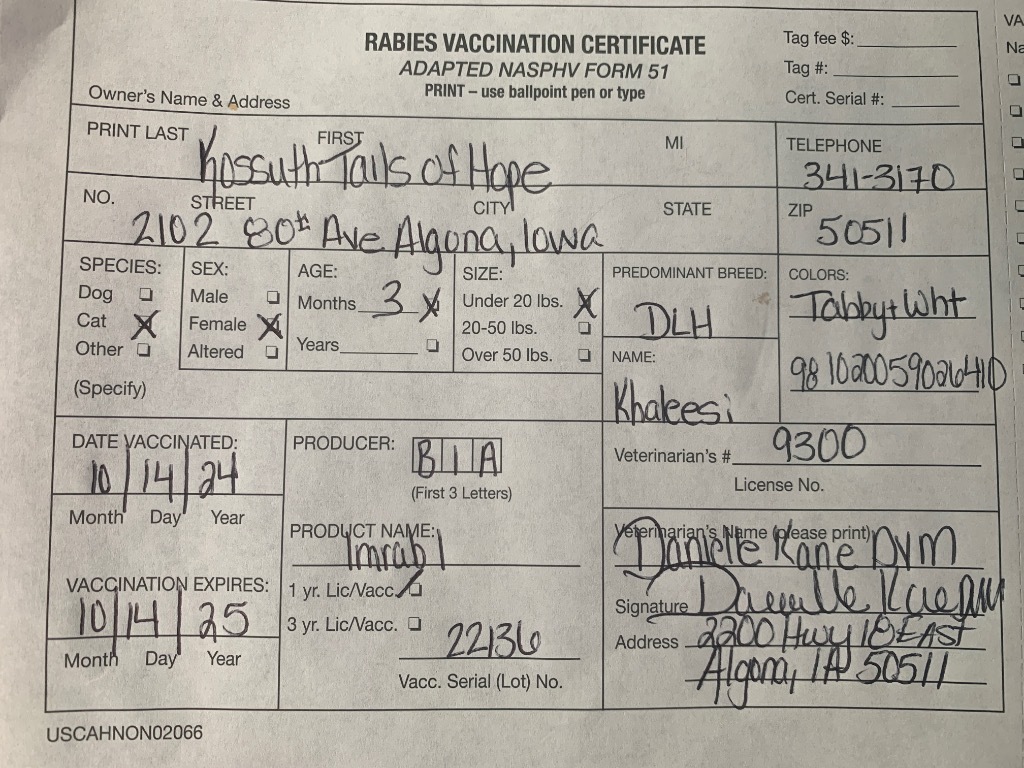 RABIES VACCINATION CERTIFICATE
ADAPTED NASPHV FORM 51
PRINT – use ballpoint pen or type
Tag fee $:
Tag #:
Cert. Serial #:
Owner's Name & Address
PRINT LAST FIRST MI TELEPHONE
Kossuth Tails of Hope 341-3170
NO. STREET CITY STATE ZIP
2102 80th Ave Algona, Iowa 50511
SPECIES:
Dog ☐
Cat ☒
Other ☐
(Specify)
SEX:
Male ☐
Female ☒
Altered ☐
AGE:
Months 3 ☒
Years ☐
SIZE:
Under 20 lbs. ☒
20-50 lbs. ☐
Over 50 lbs. ☐
PREDOMINANT BREED:
DLH
NAME:
Khaleesi
COLORS:
Tabby + Wht
981020059026410
DATE VACCINATED:
10 14 24
Month Day Year
VACCINATION EXPIRES:
10 14 25
Month Day Year
PRODUCER: B I A
(First 3 Letters)
PRODUCT NAME:
Imrab 1
1 yr. Lic/Vacc. ☑
3 yr. Lic/Vacc. ☐
22136
Vacc. Serial (Lot) No.
Veterinarian's # 9300
License No.
Veterinarian's Name (please print)
Danielle Kane DVM
Signature Danielle Kane DVM
Address 2200 Hwy 18 EAST
Algona, IA 50511
USCAHNON02066
VA
Na